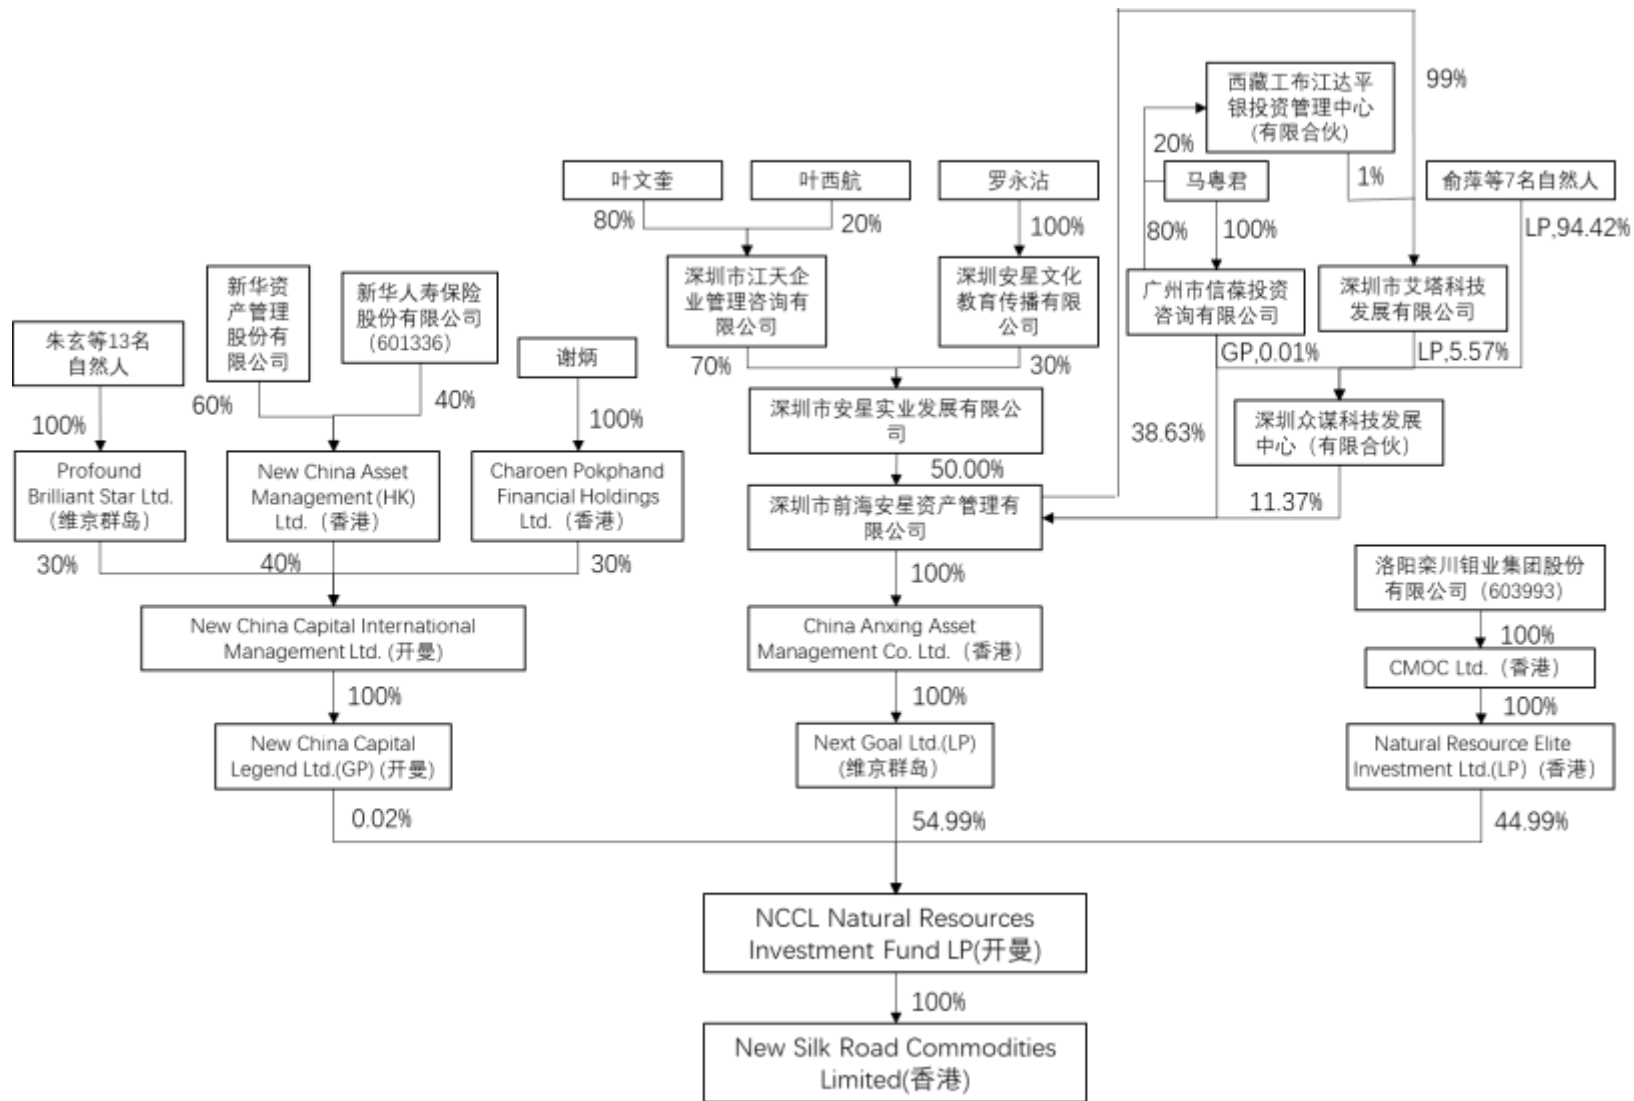 西藏工布江达平
银投资管理中心
(有限合伙)
99%
20%
1%
叶文奎
叶西航
罗永沾
马粤君
俞萍等7名自然人
80%
20%
100%
80%
100%
LP,94.42%
新华资
产管理
股份有
限公司
新华人寿保险
股份有限公司
（601336）
深圳市江天企
业管理咨询有
限公司
深圳安星文化
教育传播有限
公司
广州市信葆投资
咨询有限公司
深圳市艾塔科技
发展有限公司
朱玄等13名
自然人
谢炳
60%
40%
70%
30%
GP,0.01%
LP,5.57%
100%
100%
深圳市安星实业发展有限公
司
38.63%
深圳众谋科技发展
中心（有限合伙）
Profound
Brilliant Star Ltd.
（维京群岛）
New China Asset
Management (HK)
Ltd.（香港）
Charoen Pokphand
Financial Holdings
Ltd.（香港）
50.00%
11.37%
深圳市前海安星资产管理有
限公司
30%
40%
30%
100%
洛阳栾川钼业集团股份
有限公司（603993）
New China Capital International
Management Ltd. (开曼)
China Anxing Asset
Management Co. Ltd.（香港）
100%
CMOC Ltd.（香港）
100%
100%
100%
New China Capital
Legend Ltd.(GP) (开曼)
Next Goal Ltd.(LP)
(维京群岛）
Natural Resource Elite
Investment Ltd.(LP)（香港）
0.02%
54.99%
44.99%
NCCL Natural Resources
Investment Fund LP(开曼)
100%
New Silk Road Commodities
Limited(香港)